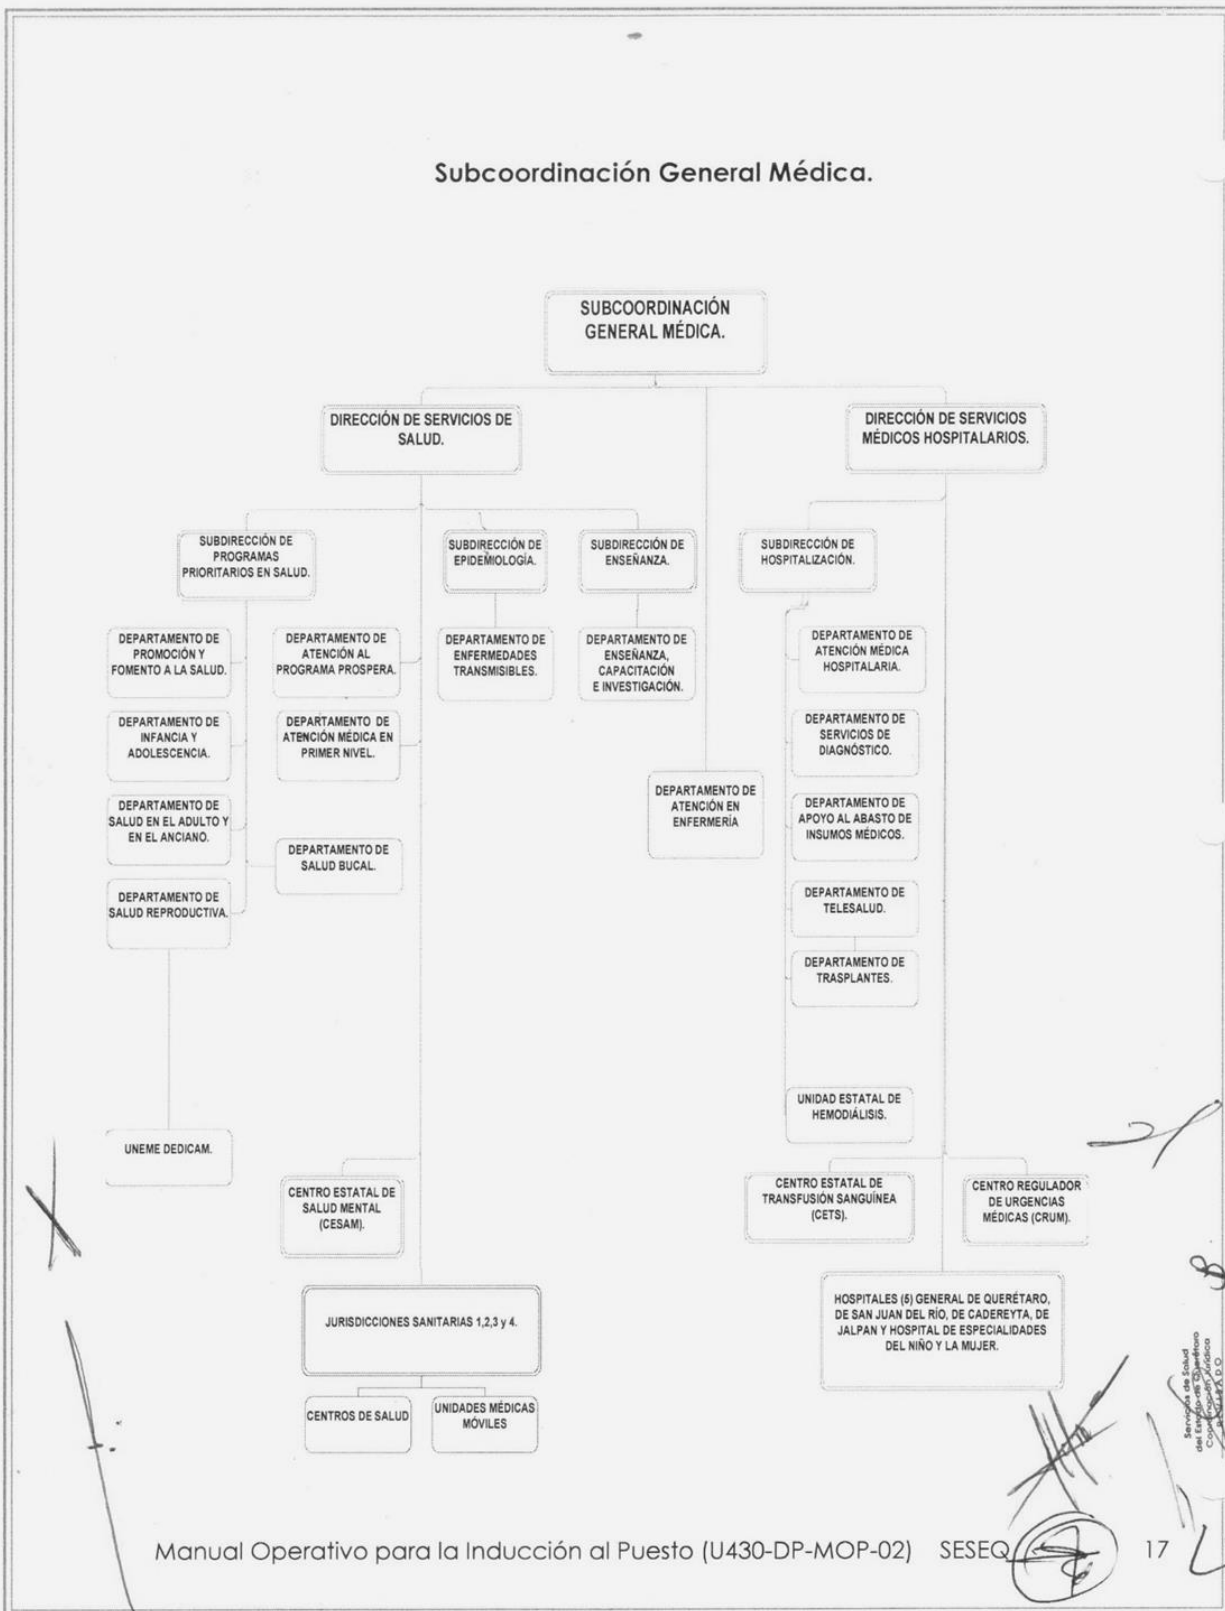 Subcoordinación General Médica.
SUBCOORDINACIÓN
GENERAL MÉDICA.
DIRECCIÓN DE SERVICIOS DE
SALUD.
DIRECCIÓN DE SERVICIOS
MÉDICOS HOSPITALARIOS.
SUBDIRECCIÓN DE
PROGRAMAS
PRIORITARIOS EN SALUD.
SUBDIRECCIÓN DE
EPIDEMIOLOGÍA.
SUBDIRECCIÓN DE
ENSEÑANZA.
SUBDIRECCIÓN DE
HOSPITALIZACIÓN.
DEPARTAMENTO DE
PROMOCIÓN Y
FOMENTO A LA SALUD.
DEPARTAMENTO DE
ATENCIÓN AL
PROGRAMA PROSPERA.
DEPARTAMENTO DE
ENFERMEDADES
TRANSMISIBLES.
DEPARTAMENTO DE
ENSEÑANZA,
CAPACITACIÓN
E INVESTIGACIÓN.
DEPARTAMENTO DE
ATENCIÓN MÉDICA
HOSPITALARIA.
DEPARTAMENTO DE
INFANCIA Y
ADOLESCENCIA.
DEPARTAMENTO DE
ATENCIÓN MÉDICA EN
PRIMER NIVEL.
DEPARTAMENTO DE
SERVICIOS DE
DIAGNÓSTICO.
DEPARTAMENTO DE
ATENCIÓN EN
ENFERMERÍA
DEPARTAMENTO DE
SALUD EN EL ADULTO Y
EN EL ANCIANO.
DEPARTAMENTO DE
APOYO AL ABASTO DE
INSUMOS MÉDICOS.
DEPARTAMENTO DE
SALUD BUCAL.
DEPARTAMENTO DE
SALUD REPRODUCTIVA.
DEPARTAMENTO DE
TELESALUD.
DEPARTAMENTO DE
TRASPLANTES.
UNIDAD ESTATAL DE
HEMODIÁLISIS.
UNEME DEDICAM.
CENTRO ESTATAL DE
SALUD MENTAL
(CESAM).
CENTRO ESTATAL DE
TRANSFUSIÓN SANGUÍNEA
(CETS).
CENTRO REGULADOR
DE URGENCIAS
MÉDICAS (CRUM).
JURISDICCIONES SANITARIAS 1,2,3 y 4.
HOSPITALES (5) GENERAL DE QUERÉTARO,
DE SAN JUAN DEL RÍO, DE CADEREYTA, DE
JALPAN Y HOSPITAL DE ESPECIALIDADES
DEL NIÑO Y LA MUJER.
CENTROS DE SALUD
UNIDADES MÉDICAS
MÓVILES
Servicios de Salud
del Estado de Querétaro
Coordinación Jurídica
Manual Operativo para la Inducción al Puesto (U430-DP-MOP-02) SESEQ 17